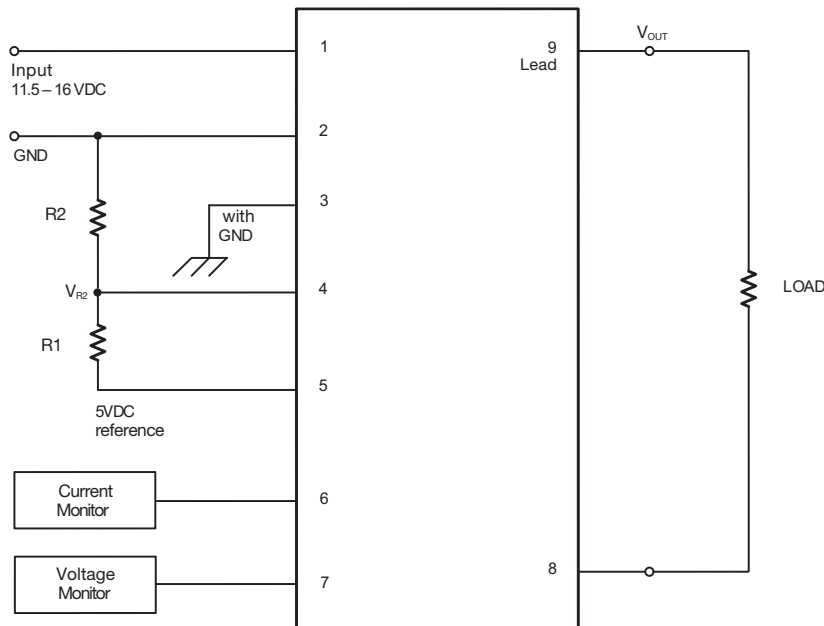 1
Input
11.5 – 16 VDC
2
GND
R2
3
with
GND
V_R2
4
R1
5
5VDC
reference
Current
Monitor
6
Voltage
Monitor
7
9
Lead
V_OUT
LOAD
8